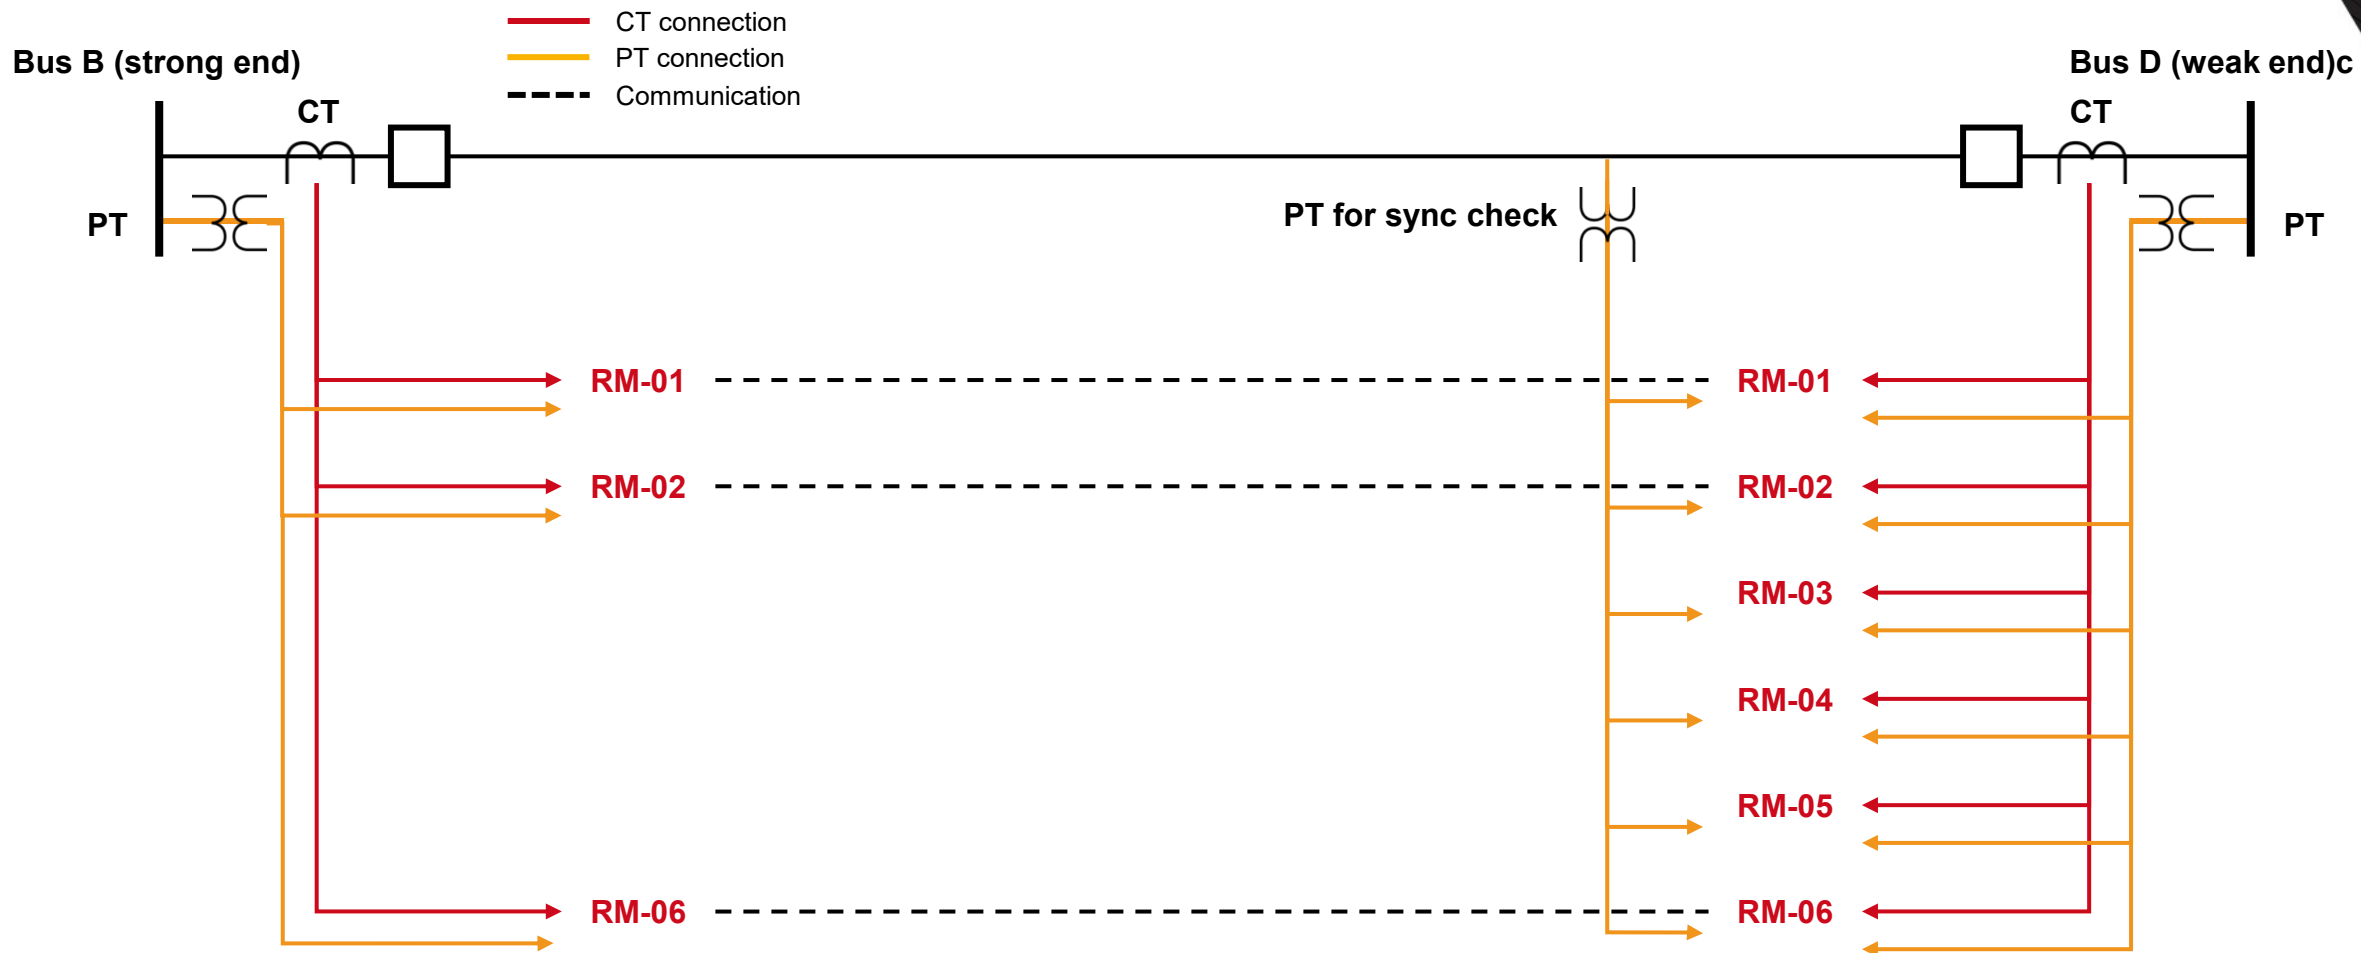 CT connection
PT connection
Communication
Bus B (strong end)
Bus D (weak end)c
CT
CT
PT
PT for sync check
PT
RM-01
RM-01
RM-02
RM-02
RM-03
RM-04
RM-05
RM-06
RM-06